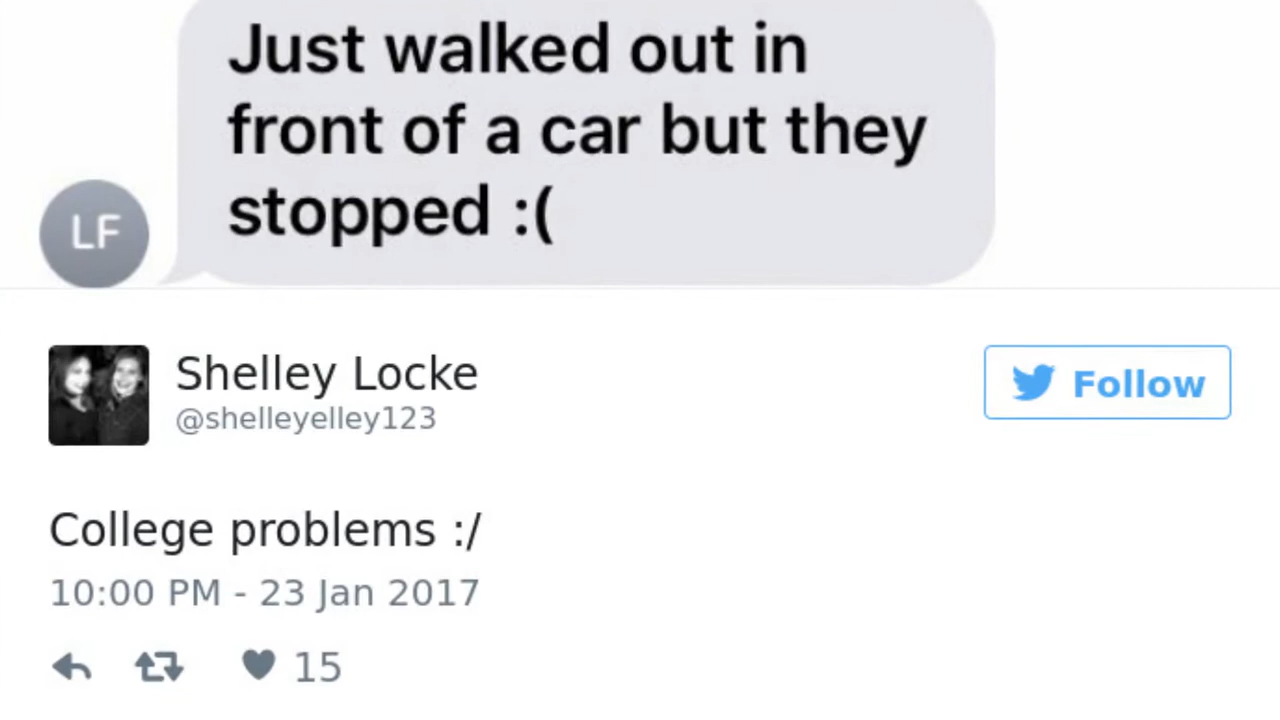 Just walked out in
front of a car but they
stopped :(
LF
Shelley Locke
@shelleyelley123
Follow
College problems :/
10:00 PM - 23 Jan 2017
15